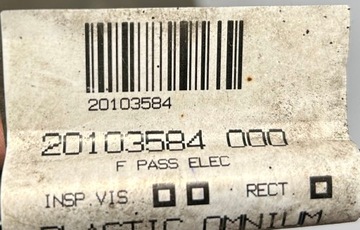 20103584
20103584 000
F PASS ELEC
INSP.VIS RECT.
PLASTIC OMNIUM